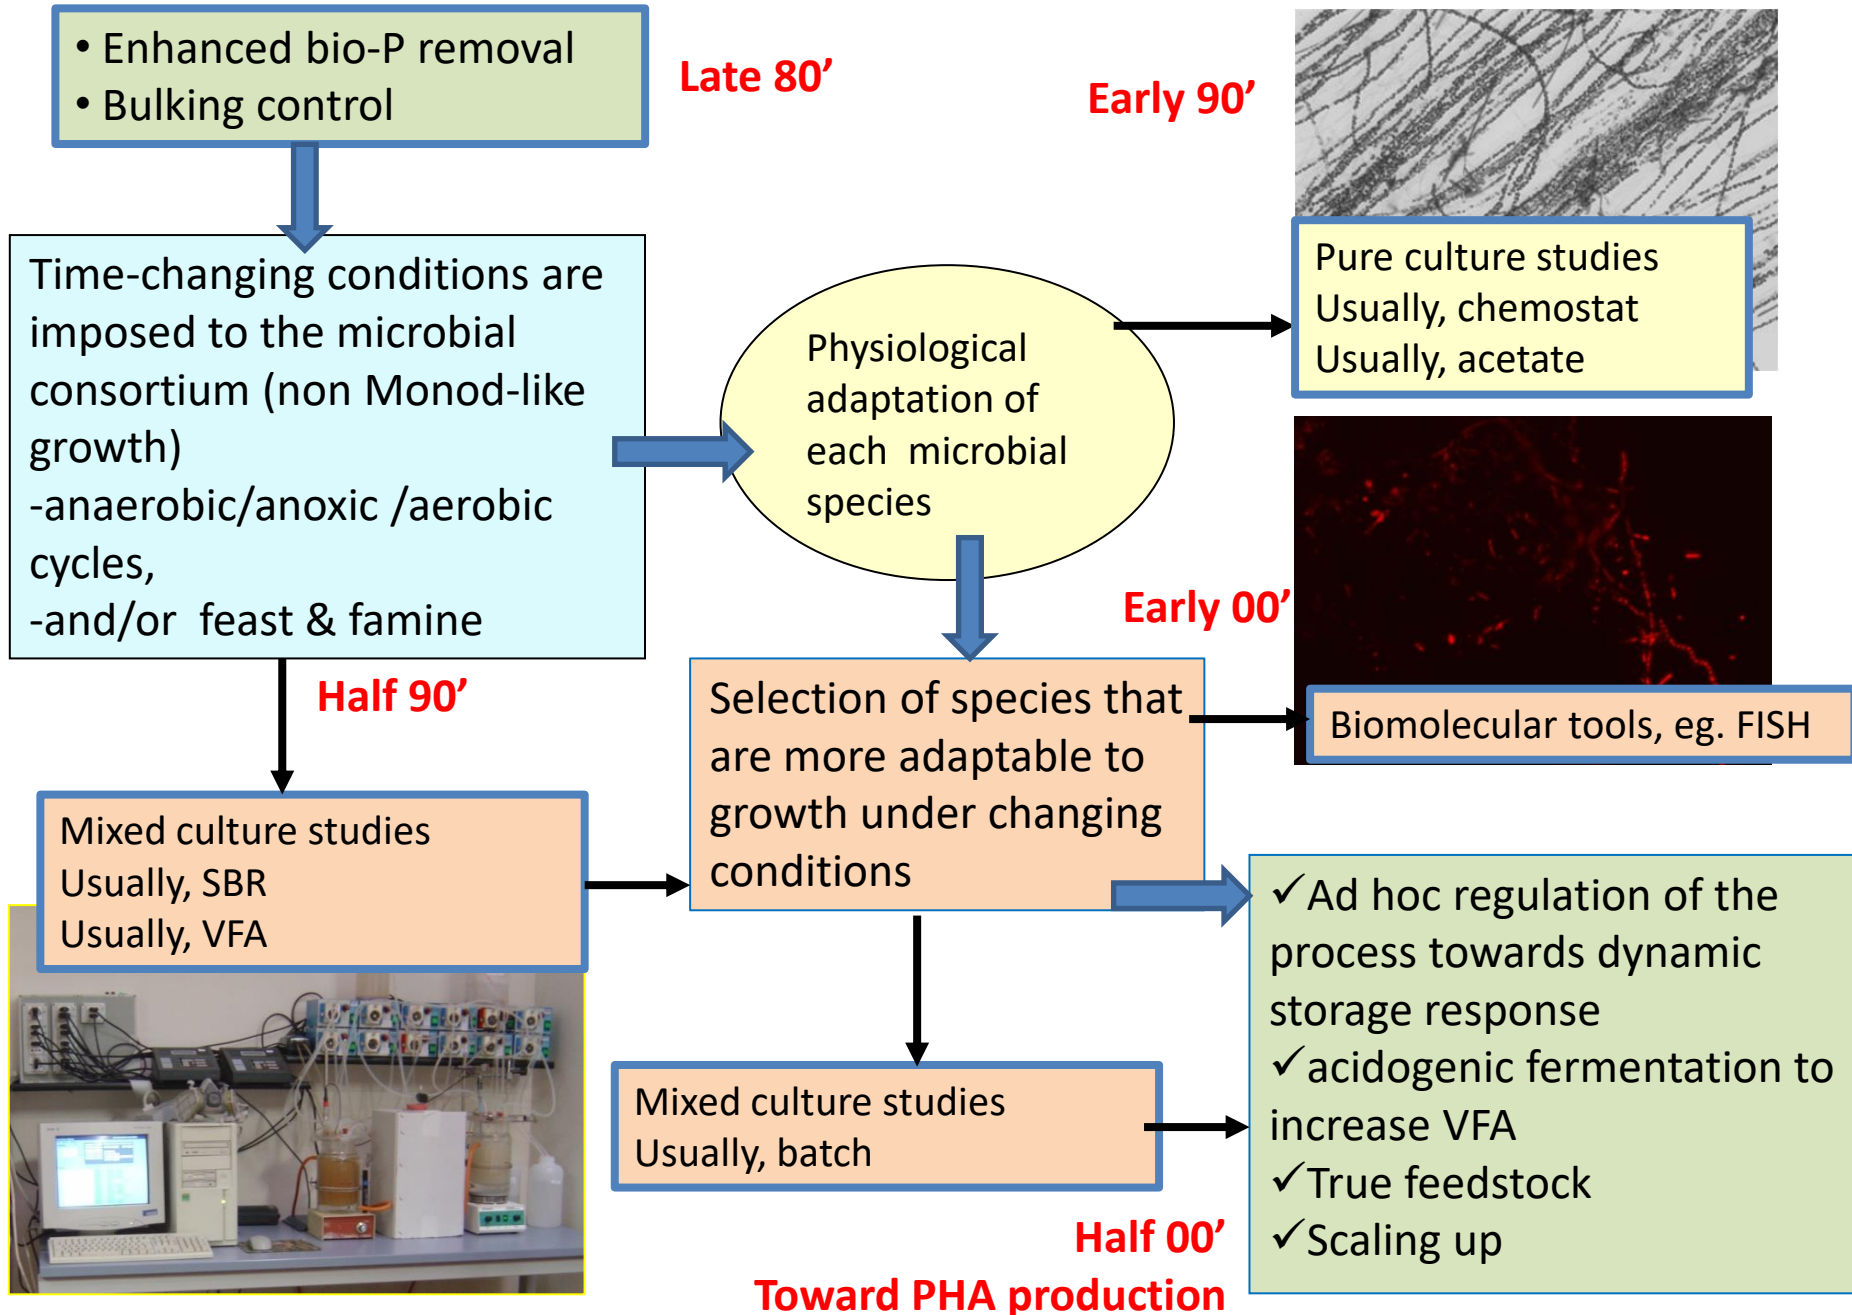 • Enhanced bio-P removal
• Bulking control
Late 80’
Early 90’
Time-changing conditions are
imposed to the microbial
consortium (non Monod-like
growth)
-anaerobic/anoxic /aerobic
cycles,
-and/or feast & famine
Physiological
adaptation of
each microbial
species
Pure culture studies
Usually, chemostat
Usually, acetate
Early 00’
Half 90’
Selection of species that
are more adaptable to
growth under changing
conditions
Biomolecular tools, eg. FISH
Mixed culture studies
Usually, SBR
Usually, VFA
Mixed culture studies
Usually, batch
✓Ad hoc regulation of the
process towards dynamic
storage response
✓acidogenic fermentation to
increase VFA
✓True feedstock
✓Scaling up
Half 00’
Toward PHA production